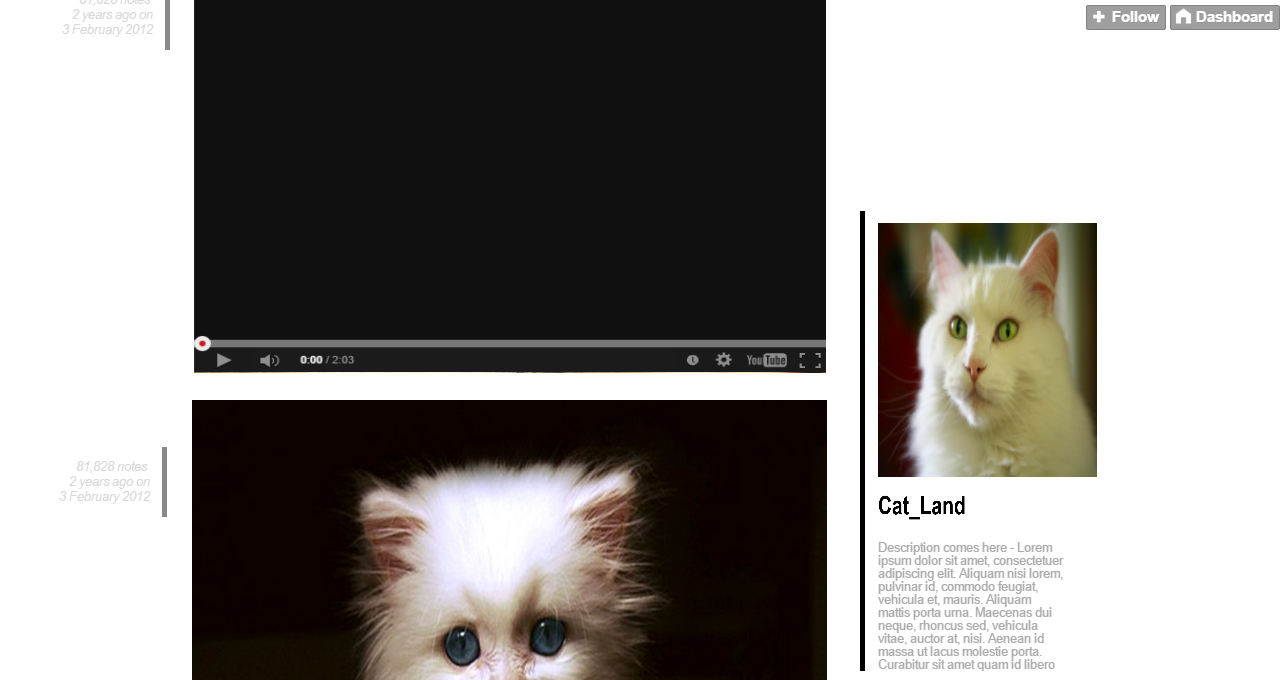 81,828 notes
2 years ago on
3 February 2012
Follow
Dashboard
0:00 / 2:03
YouTube
81,828 notes
2 years ago on
3 February 2012
Cat_Land
Description comes here - Lorem
ipsum dolor sit amet, consectetuer
adipiscing elit. Aliquam nisi lorem,
pulvinar id, commodo feugiat,
vehicula et, mauris. Aliquam
mattis porta urna. Maecenas dui
neque, rhoncus sed, vehicula
vitae, auctor at, nisi. Aenean id
massa ut lacus molestie porta.
Curabitur sit amet quam id libero